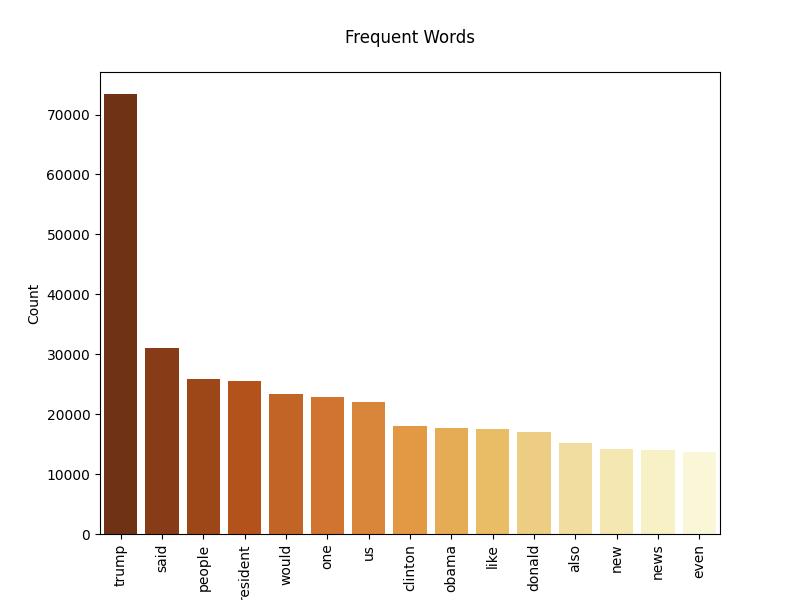 Frequent Words
Count
70000
60000
50000
40000
30000
20000
10000
0
trump
said
people
resident
would
one
us
clinton
obama
like
donald
also
new
news
even